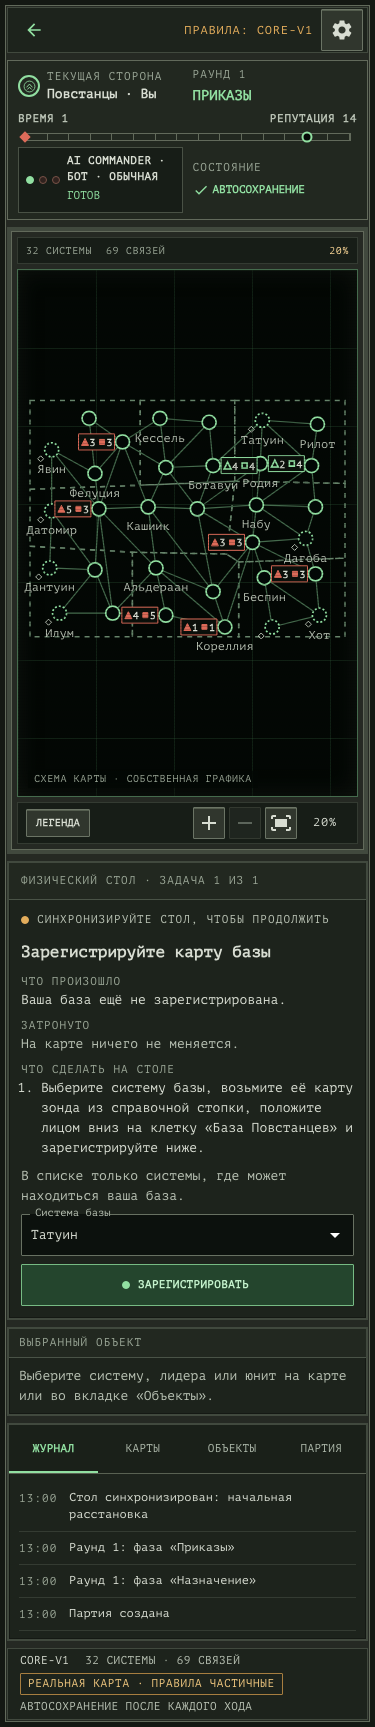 ПРАВИЛА: CORE-V1
ТЕКУЩАЯ СТОРОНА
Повстанцы · Вы
РАУНД 1
ПРИКАЗЫ
ВРЕМЯ 1
РЕПУТАЦИЯ 14
AI COMMANDER ·
БОТ · ОБЫЧНАЯ
ГОТОВ
СОСТОЯНИЕ
АВТОСОХРАНЕНИЕ
32 СИСТЕМЫ 69 СВЯЗЕЙ
20%
3 3
Кессель
Татуин
Рилот
Явин
4 4
2 4
Фелуция
Ботавуи
Родия
5 3
Датомир
Кашиик
Набу
3 3
Дагоба
Дантуин
Альдераан
3 3
Беспин
4 5
Идум
1 1
Хот
Кореллия
СХЕМА КАРТЫ · СОБСТВЕННАЯ ГРАФИКА
ЛЕГЕНДА
20%
ФИЗИЧЕСКИЙ СТОЛ · ЗАДАЧА 1 ИЗ 1
СИНХРОНИЗИРУЙТЕ СТОЛ, ЧТОБЫ ПРОДОЛЖИТЬ
Зарегистрируйте карту базы
ЧТО ПРОИЗОШЛО
Ваша база ещё не зарегистрирована.
ЗАТРОНУТО
На карте ничего не меняется.
ЧТО СДЕЛАТЬ НА СТОЛЕ
1. Выберите систему базы, возьмите её карту
зонда из справочной стопки, положите
лицом вниз на клетку «База Повстанцев» и
зарегистрируйте ниже.
В списке только системы, где может
находиться ваша база.
Система базы
Татуин
ЗАРЕГИСТРИРОВАТЬ
ВЫБРАННЫЙ ОБЪЕКТ
Выберите систему, лидера или юнит на карте
или во вкладке «Объекты».
ЖУРНАЛ
КАРТЫ
ОБЪЕКТЫ
ПАРТИЯ
13:00 Стол синхронизирован: начальная
расстановка
13:00 Раунд 1: фаза «Приказы»
13:00 Раунд 1: фаза «Назначение»
13:00 Партия создана
CORE-V1 32 СИСТЕМЫ · 69 СВЯЗЕЙ
РЕАЛЬНАЯ КАРТА · ПРАВИЛА ЧАСТИЧНЫЕ
АВТОСОХРАНЕНИЕ ПОСЛЕ КАЖДОГО ХОДА